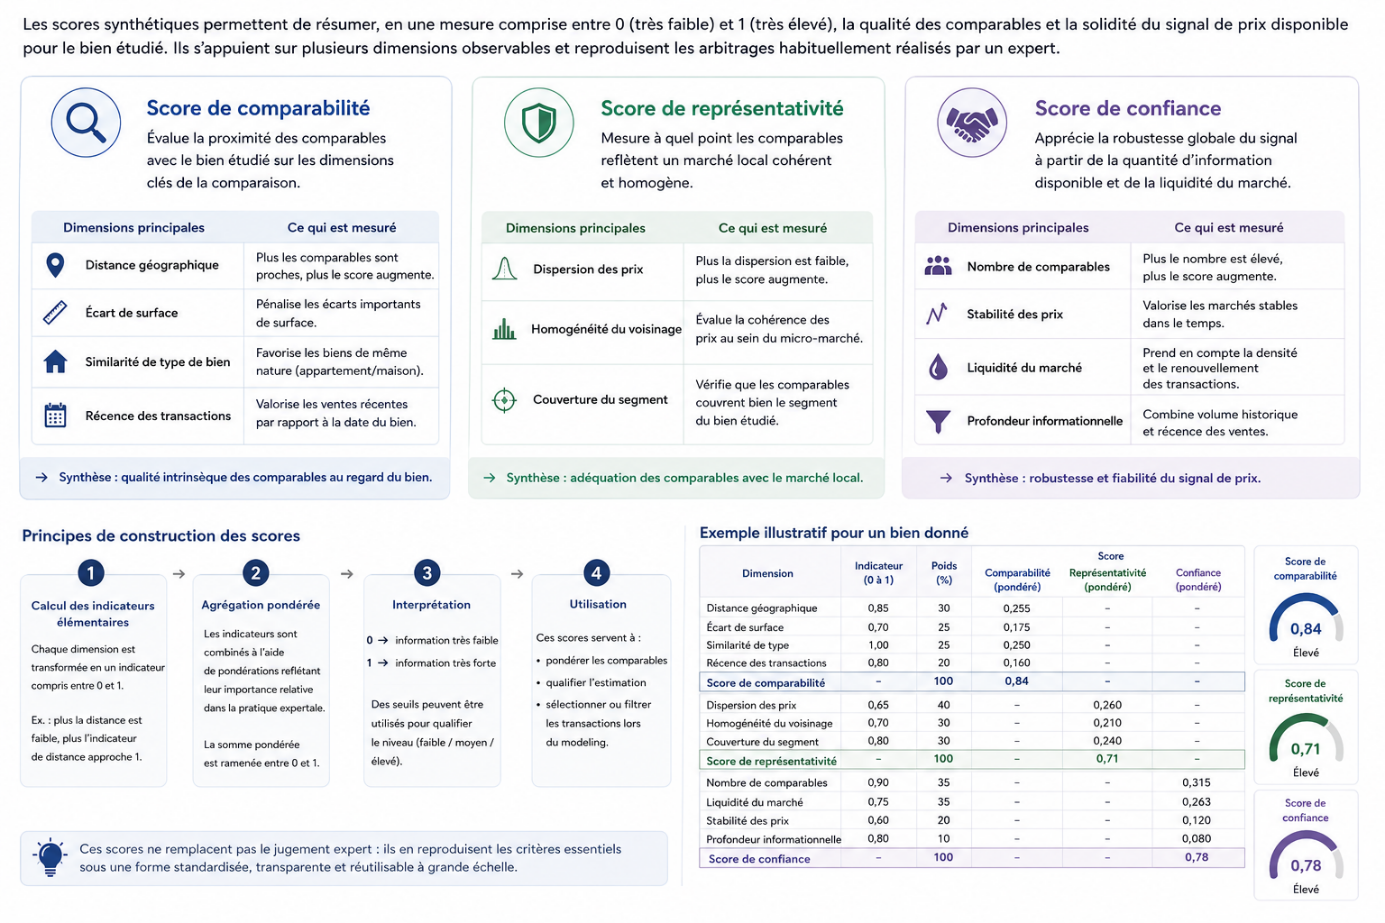 Les scores synthétiques permettent de résumer, en une mesure comprise entre 0 (très faible) et 1 (très élevé), la qualité des comparables et la solidité du signal de prix disponible
pour le bien étudié. Ils s'appuient sur plusieurs dimensions observables et reproduisent les arbitrages habituellement réalisés par un expert.
Score de comparabilité
Évalue la proximité des comparables
avec le bien étudié sur les dimensions
clés de la comparaison.
Dimensions principales Ce qui est mesuré
Distance géographique
Plus les comparables sont
proches, plus le score augmente.
Écart de surface
Pénalise les écarts importants
de surface.
Similarité de type de bien
Favorise les biens de même
nature (appartement/maison).
Récence des transactions
Valorise les ventes récentes
par rapport à la date du bien.
→ Synthèse : qualité intrinsèque des comparables au regard du bien.
Score de représentativité
Mesure à quel point les comparables
reflètent un marché local cohérent
et homogène.
Dimensions principales Ce qui est mesuré
Dispersion des prix
Plus la dispersion est faible,
plus le score augmente.
Homogénéité du voisinage
Évalue la cohérence des
prix au sein du micro-marché.
Couverture du segment
Vérifie que les comparables
couvrent bien le segment
du bien étudié.
→ Synthèse : adéquation des comparables avec le marché local.
Score de confiance
Apprécie la robustesse globale du signal
à partir de la quantité d'information
disponible et de la liquidité du marché.
Dimensions principales Ce qui est mesuré
Nombre de comparables
Plus le nombre est élevé,
plus le score augmente.
Stabilité des prix
Valorise les marchés stables
dans le temps.
Liquidité du marché
Prend en compte la densité
et le renouvellement
des transactions.
Profondeur informationnelle
Combine volume historique
et récence des ventes.
→ Synthèse : robustesse et fiabilité du signal de prix.
Principes de construction des scores
1
Calcul des indicateurs
élémentaires
Chaque dimension est
transformée en un indicateur
compris entre 0 et 1.
Ex. : plus la distance est
faible, plus l'indicateur
de distance approche 1.
→
2
Agrégation pondérée
Les indicateurs sont
combinés à l'aide
de pondérations reflétant
leur importance relative
dans la pratique expertale.
La somme pondérée
est ramenée entre 0 et 1.
→
3
Interprétation
0 → information très faible
1 → information très forte
Des seuils peuvent être
utilisés pour qualifier
le niveau (faible / moyen /
élevé).
→
4
Utilisation
Ces scores servent à :
• pondérer les comparables
• qualifier l'estimation
• sélectionner ou filtrer
les transactions lors
du modeling.
Ces scores ne remplacent pas le jugement expert : ils en reproduisent les critères essentiels
sous une forme standardisée, transparente et réutilisable à grande échelle.
Exemple illustratif pour un bien donné
Score
Dimension Indicateur (0 à 1) Poids (%) Comparabilité (pondéré) Représentativité (pondéré) Confiance (pondéré)
Distance géographique 0,85 30 0,255 – –
Écart de surface 0,70 25 0,175 – –
Similarité de type 1,00 25 0,250 – –
Récence des transactions 0,80 20 0,160 – –
Score de comparabilité – 100 0,84 – –
Dispersion des prix 0,65 40 – 0,260 –
Homogénéité du voisinage 0,70 30 – 0,210 –
Couverture du segment 0,80 30 – 0,240 –
Score de représentativité – 100 – 0,71 –
Nombre de comparables 0,90 35 – – 0,315
Liquidité du marché 0,75 35 – – 0,263
Stabilité des prix 0,60 20 – – 0,120
Profondeur informationnelle 0,80 10 – – 0,080
Score de confiance – 100 – – 0,78
Score de
comparabilité
0,84
Élevé
Score de
représentativité
0,71
Élevé
Score de
confiance
0,78
Élevé